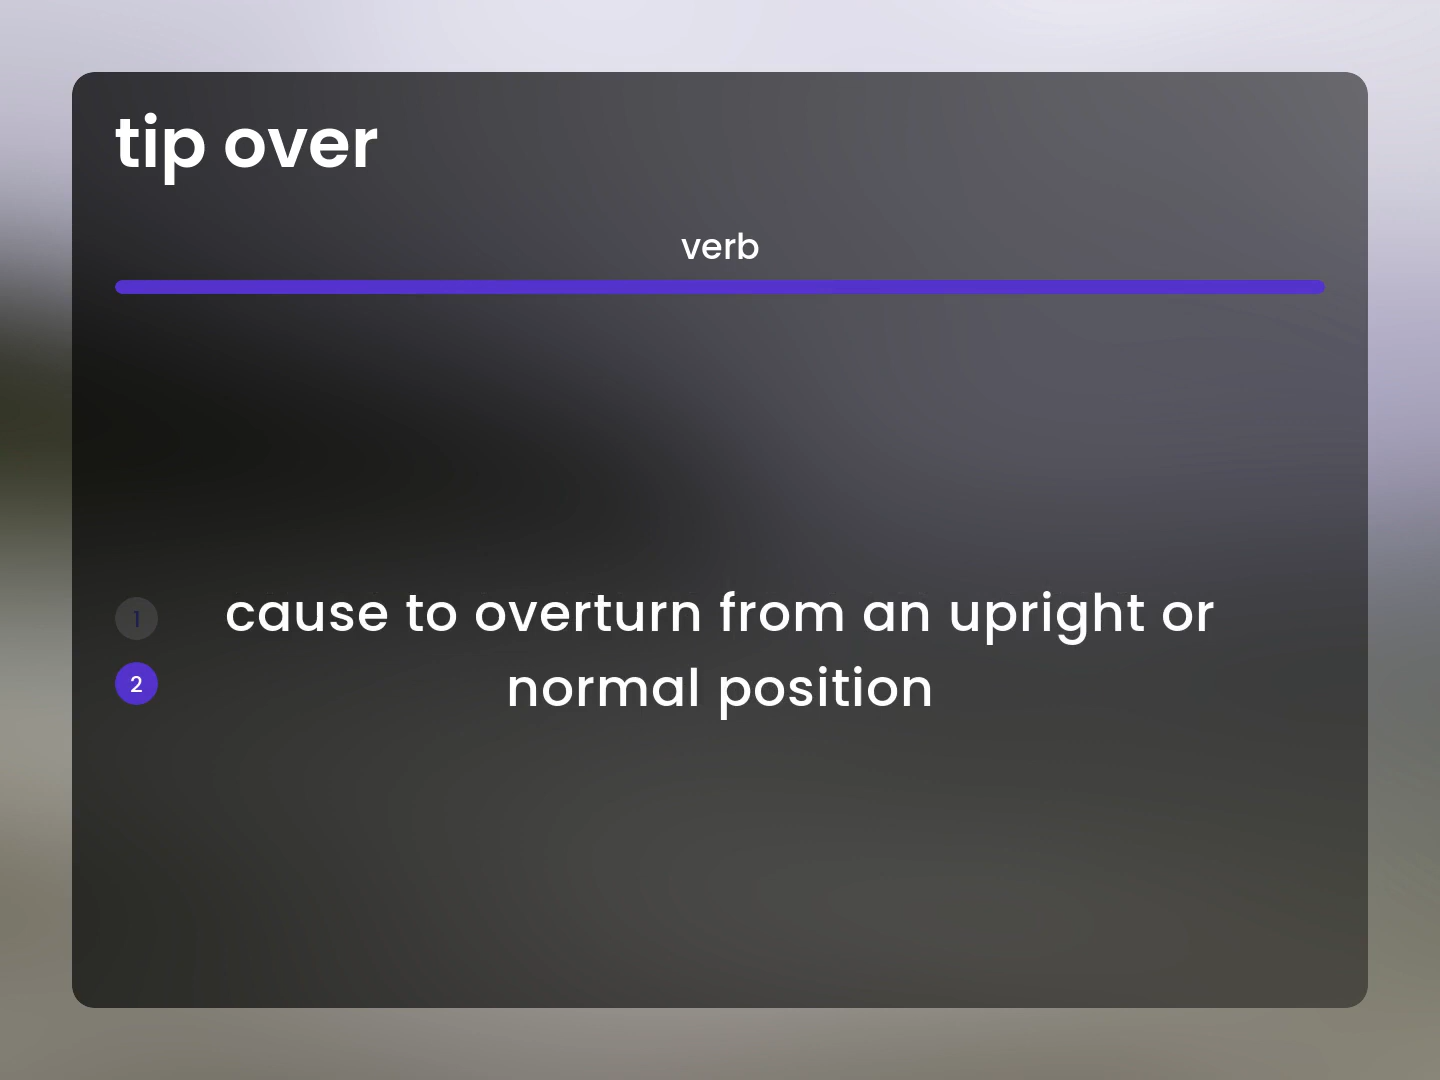 tip over
verb
1
cause to overturn from an upright or
2
normal position